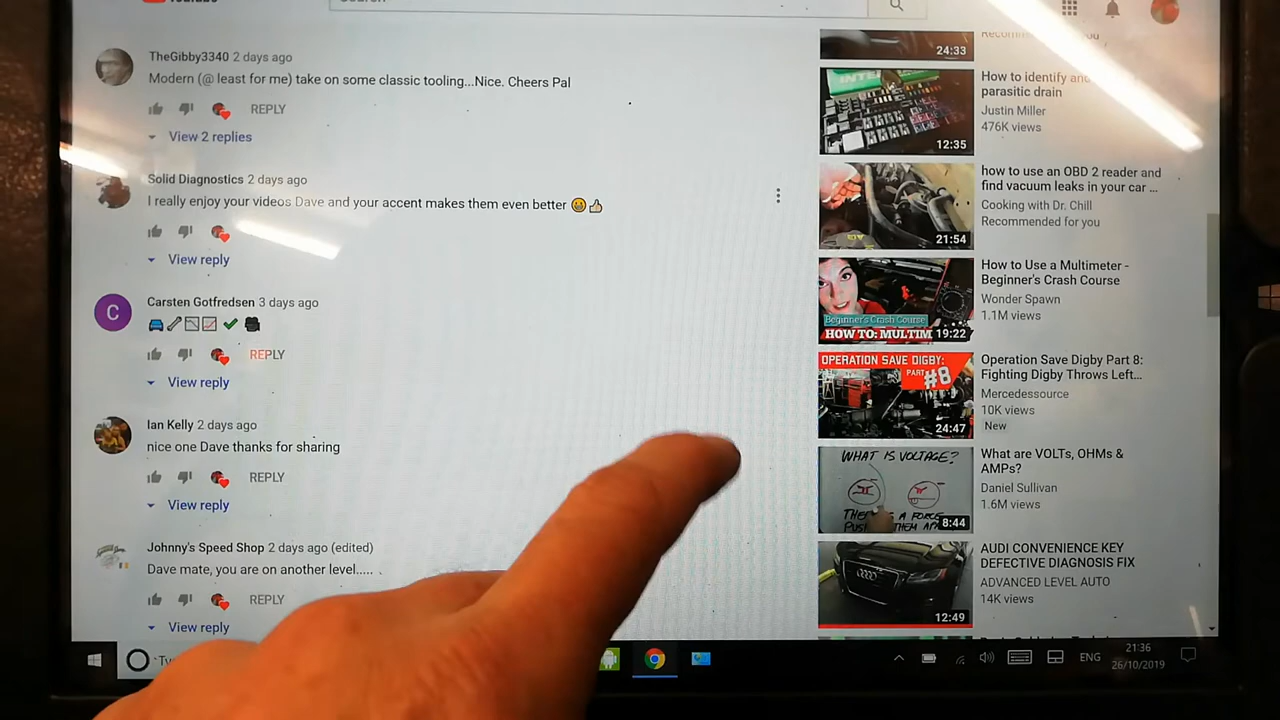 TheGibby3340 2 days ago
Modern (@ least for me) take on some classic tooling...Nice. Cheers Pal
REPLY
View 2 replies
Solid Diagnostics 2 days ago
I really enjoy your videos Dave and your accent makes them even better 😀👍
View reply
C
Carsten Gotfredsen 3 days ago
REPLY
View reply
Ian Kelly 2 days ago
nice one Dave thanks for sharing
REPLY
View reply
Johnny's Speed Shop 2 days ago (edited)
Dave mate, you are on another level.....
REPLY
View reply
24:33
How to identify and
parasitic drain
Justin Miller
476K views
12:35
how to use an OBD 2 reader and
find vacuum leaks in your car ...
Cooking with Dr. Chill
Recommended for you
21:54
How to Use a Multimeter -
Beginner's Crash Course
Wonder Spawn
1.1M views
Beginner's Crash Course
HOW TO: MULTIM
19:22
Operation Save Digby Part 8:
Fighting Digby Throws Left...
Mercedessource
10K views
New
OPERATION SAVE DIGBY:
PART
#8
24:47
What are VOLTs, OHMs &
AMPs?
Daniel Sullivan
1.6M views
WHAT IS VOLTAGE?
8:44
AUDI CONVENIENCE KEY
DEFECTIVE DIAGNOSIS FIX
ADVANCED LEVEL AUTO
14K views
12:49
ENG
21:36
26/10/2019